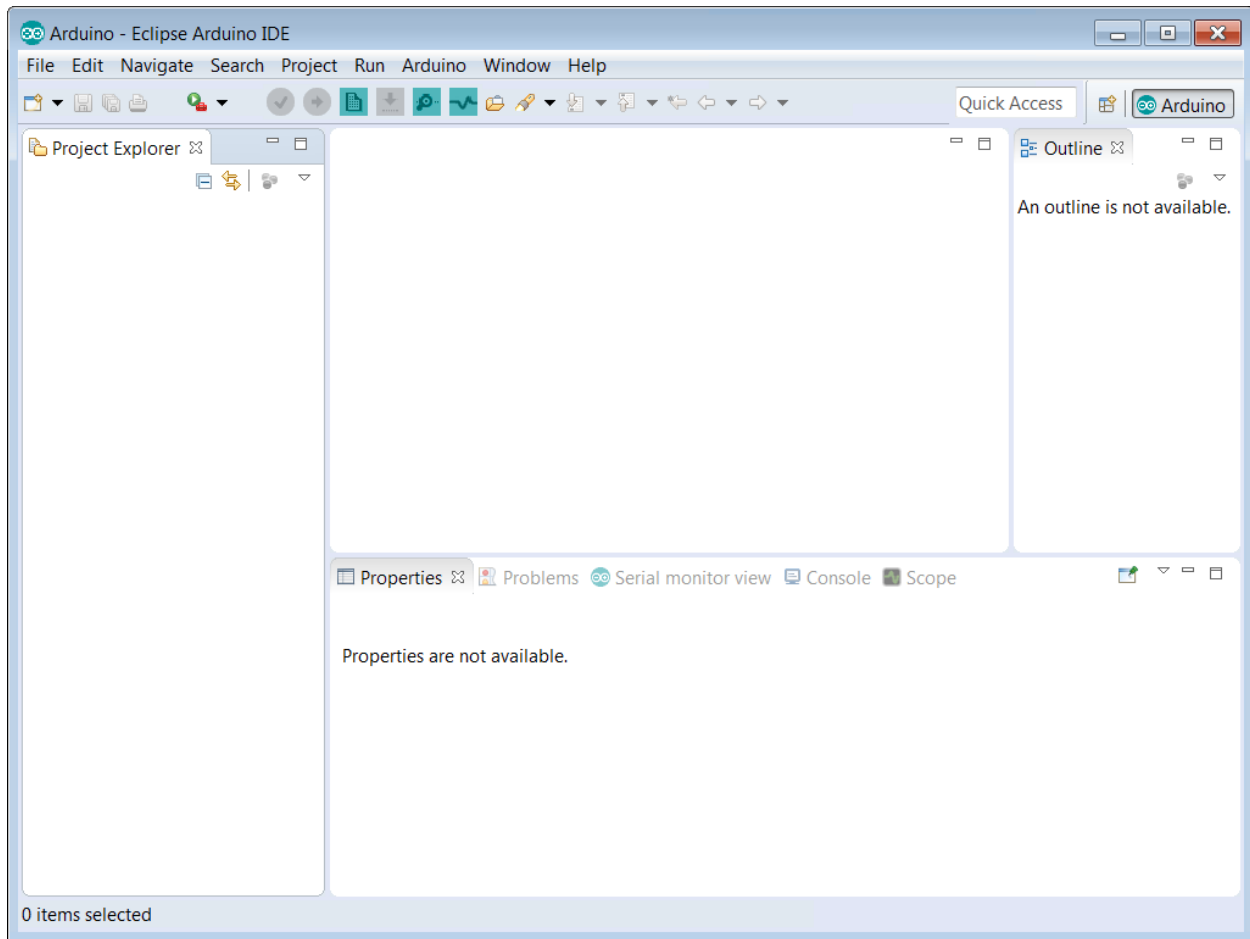 Arduino - Eclipse Arduino IDE
File Edit Navigate Search Project Run Arduino Window Help
Quick Access
Arduino
Project Explorer
Outline
An outline is not available.
Properties Problems Serial monitor view Console Scope
Properties are not available.
0 items selected